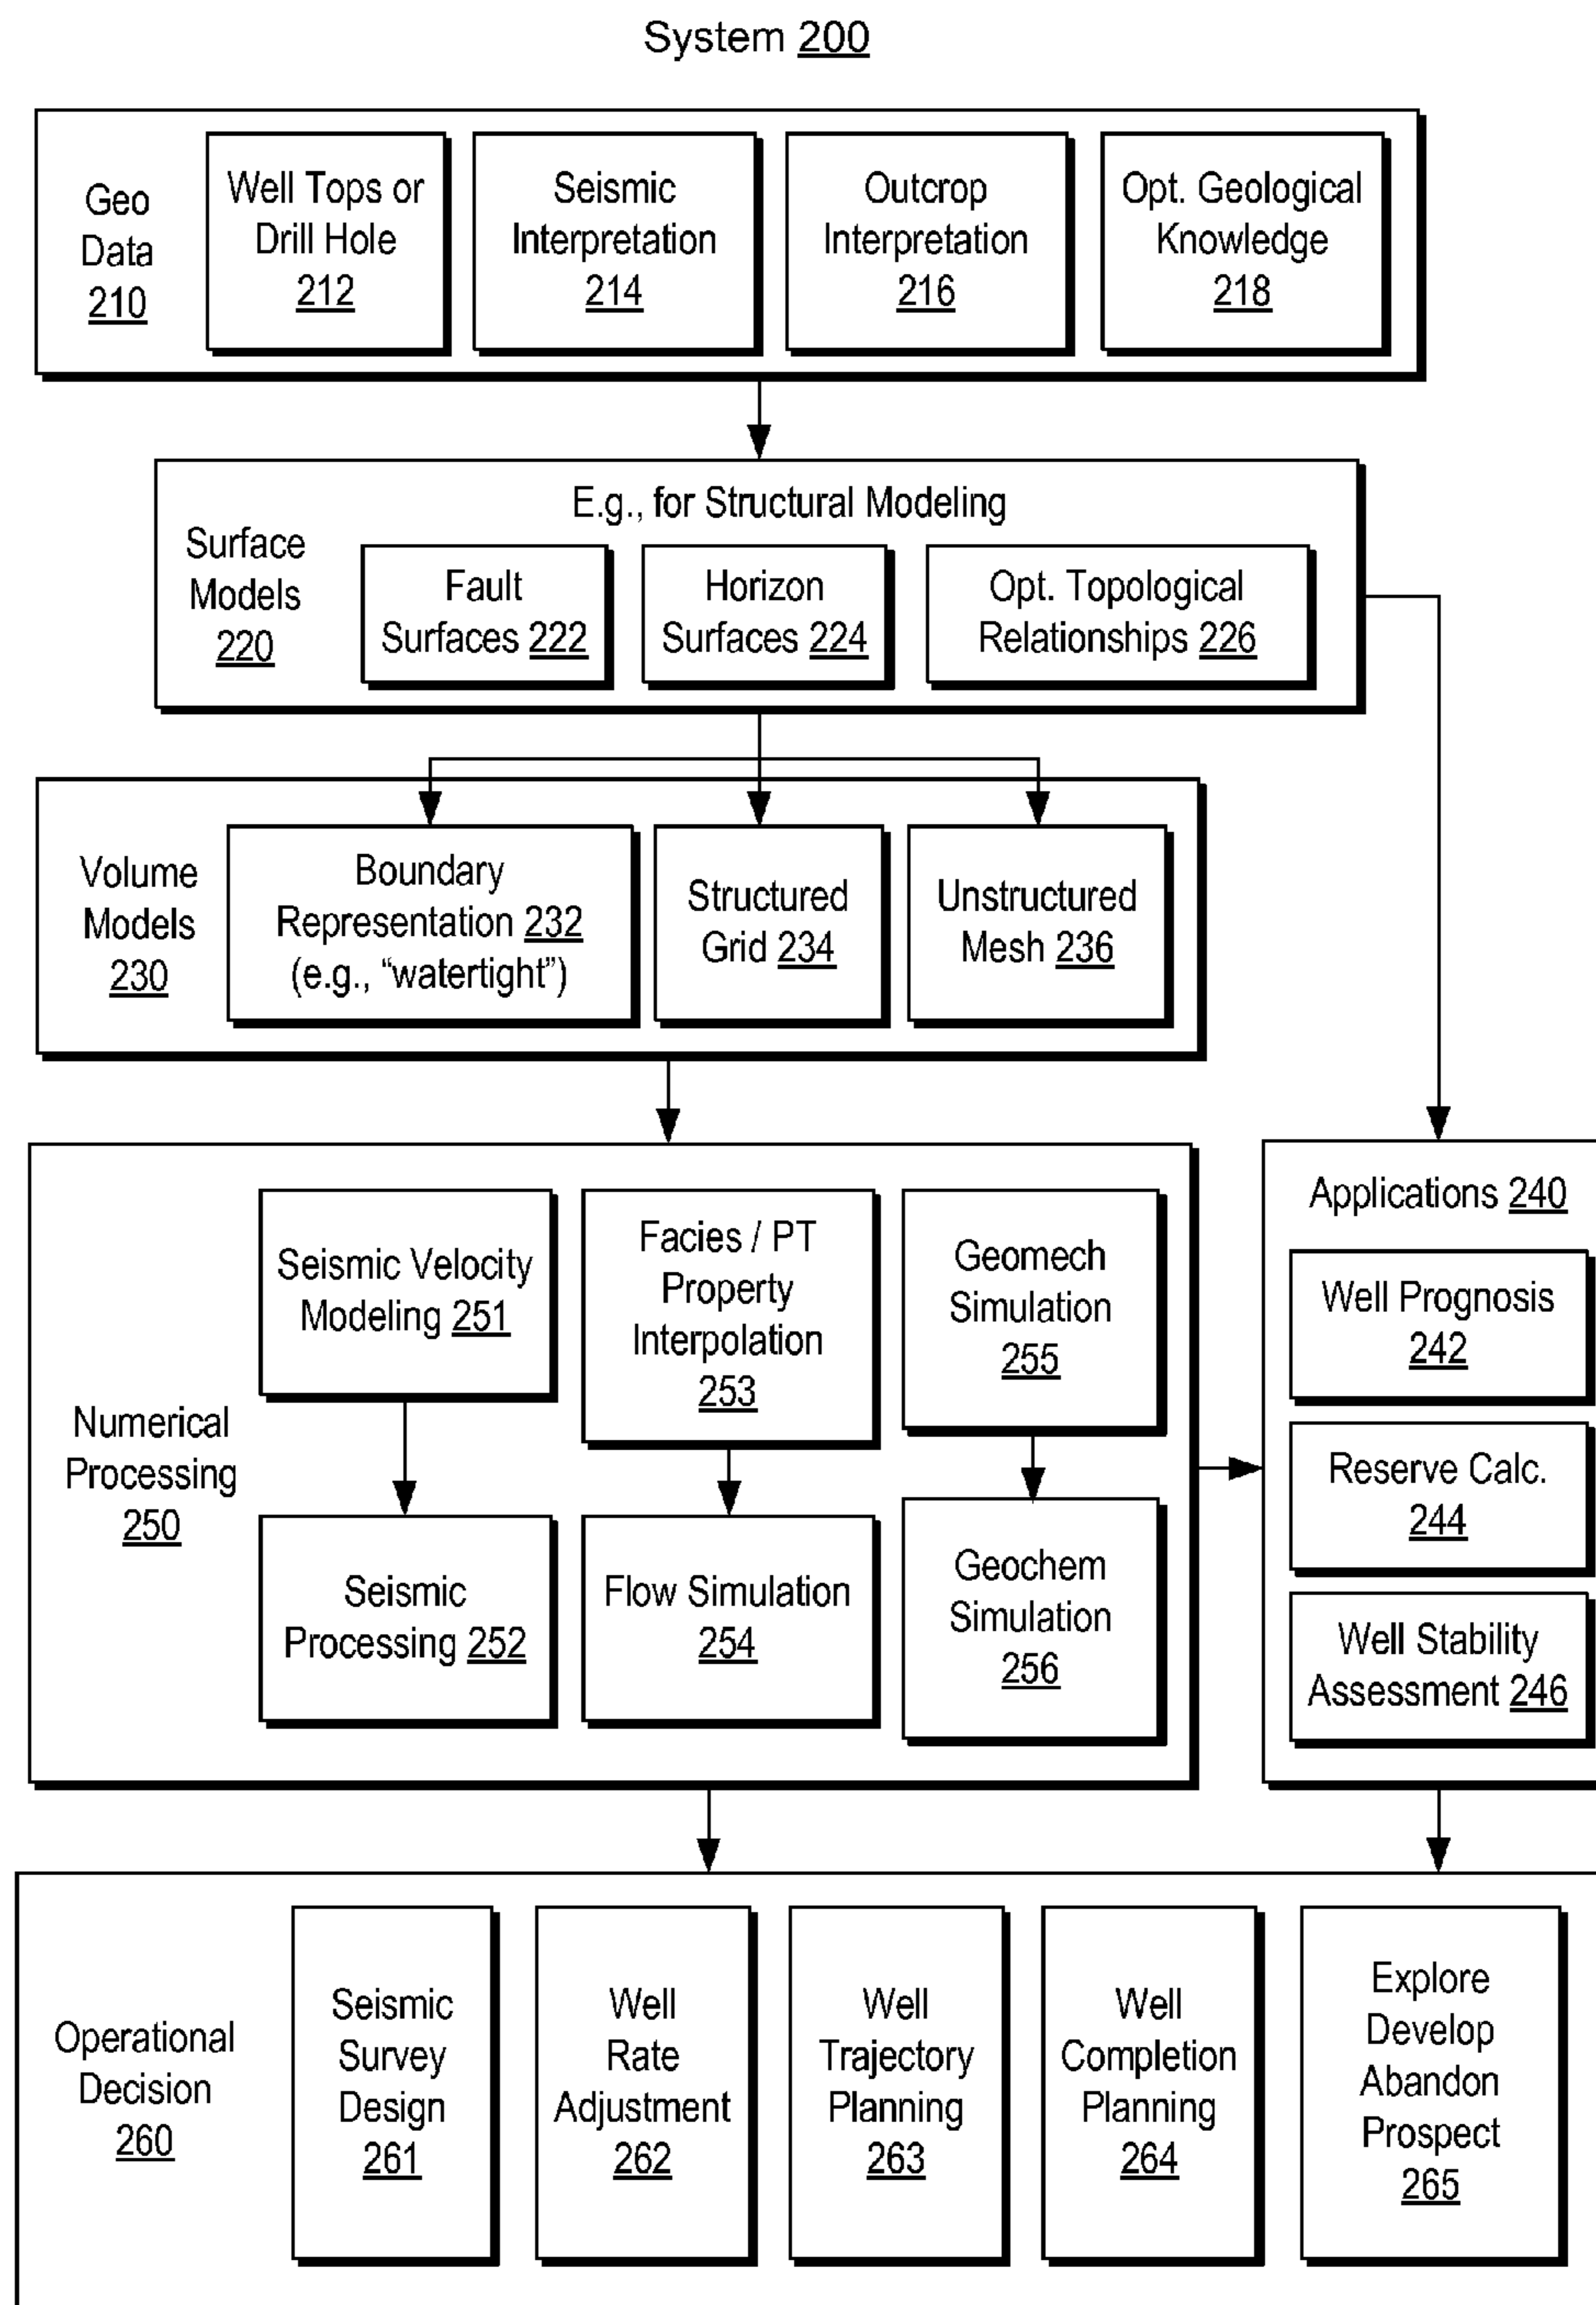 System 200
Geo
Data
210
Well Tops or
Drill Hole
212
Seismic
Interpretation
214
Outcrop
Interpretation
216
Opt. Geological
Knowledge
218
E.g., for Structural Modeling
Surface
Models
220
Fault
Surfaces 222
Horizon
Surfaces 224
Opt. Topological
Relationships 226
Volume
Models
230
Boundary
Representation 232
(e.g., “watertight”)
Structured
Grid 234
Unstructured
Mesh 236
Numerical
Processing
250
Seismic Velocity
Modeling 251
Seismic
Processing 252
Facies / PT
Property
Interpolation
253
Flow Simulation
254
Geomech
Simulation
255
Geochem
Simulation
256
Applications 240
Well Prognosis
242
Reserve Calc.
244
Well Stability
Assessment 246
Operational
Decision
260
Seismic
Survey
Design
261
Well
Rate
Adjustment
262
Well
Trajectory
Planning
263
Well
Completion
Planning
264
Explore
Develop
Abandon
Prospect
265